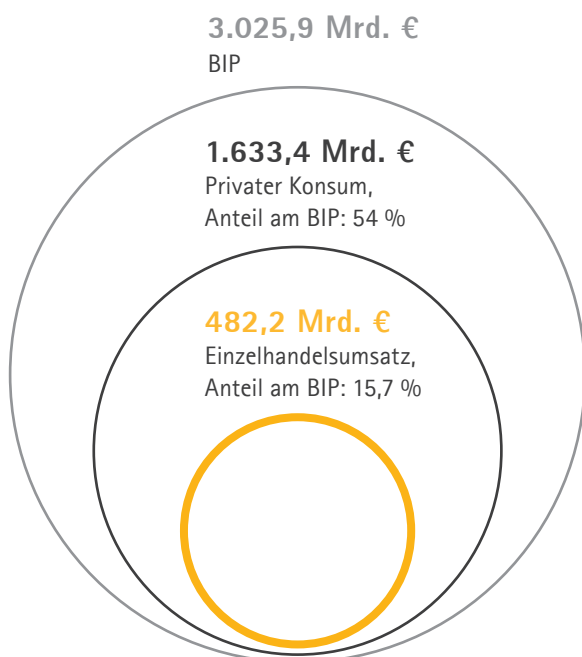 3.025,9 Mrd. €
BIP
1.633,4 Mrd. €
Privater Konsum,
Anteil am BIP: 54 %
482,2 Mrd. €
Einzelhandelsumsatz,
Anteil am BIP: 15,7 %